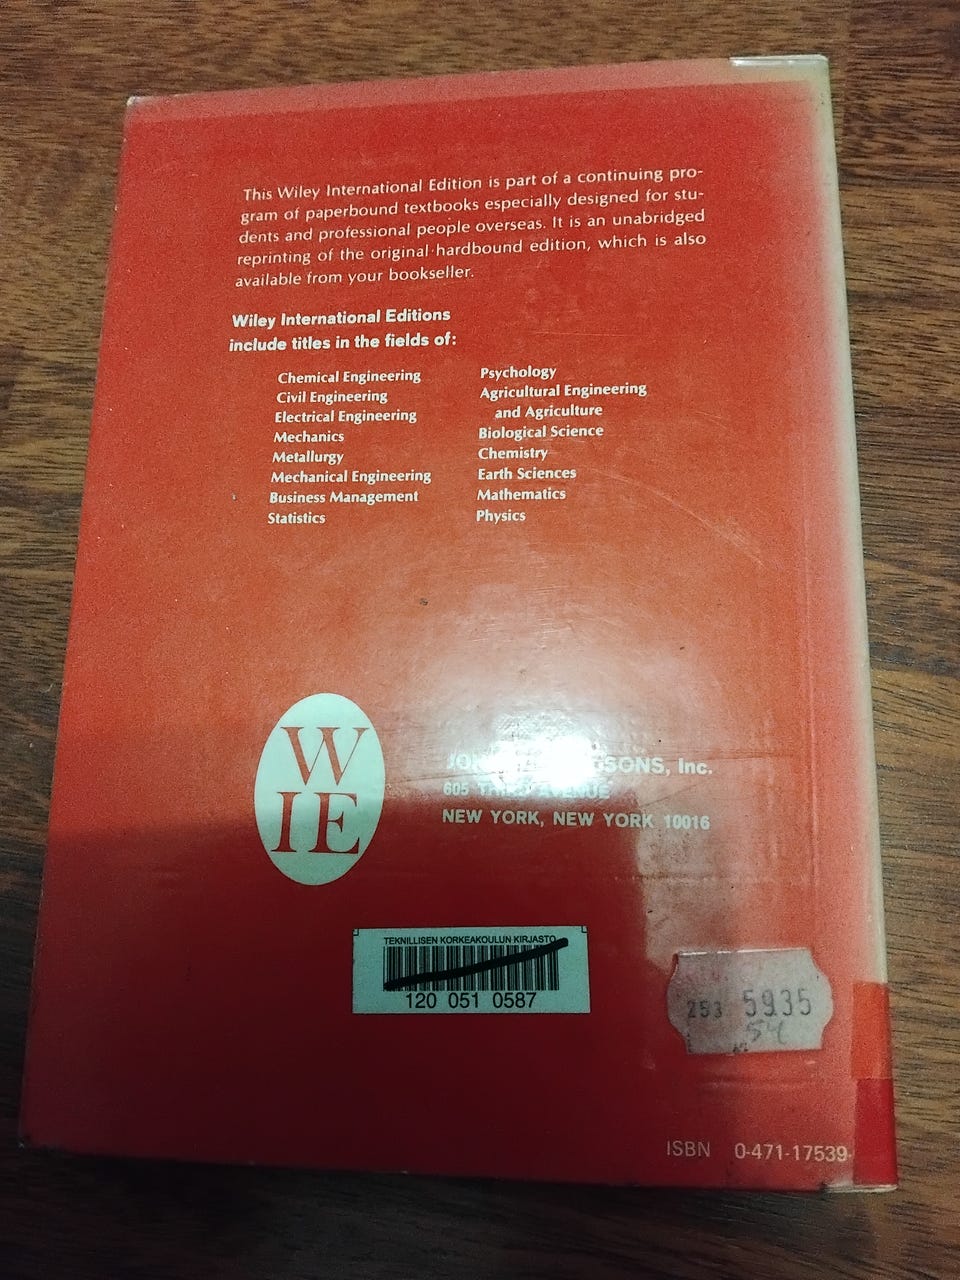 This Wiley International Edition is part of a continuing pro-
gram of paperbound textbooks especially designed for stu-
dents and professional people overseas. It is an unabridged
reprinting of the original hardbound edition, which is also
available from your bookseller.
Wiley International Editions
include titles in the fields of:
Chemical Engineering
Civil Engineering
Electrical Engineering
Mechanics
Metallurgy
Mechanical Engineering
Business Management
Statistics
Psychology
Agricultural Engineering
and Agriculture
Biological Science
Chemistry
Earth Sciences
Mathematics
Physics
W
IE
SONS, Inc.
605 THIRD AVENUE
NEW YORK, NEW YORK 10016
TEKNILLISEN KORKEAKOULUN KIRJASTO
120 051 0587
253 5935
54
ISBN 0-471-17539-